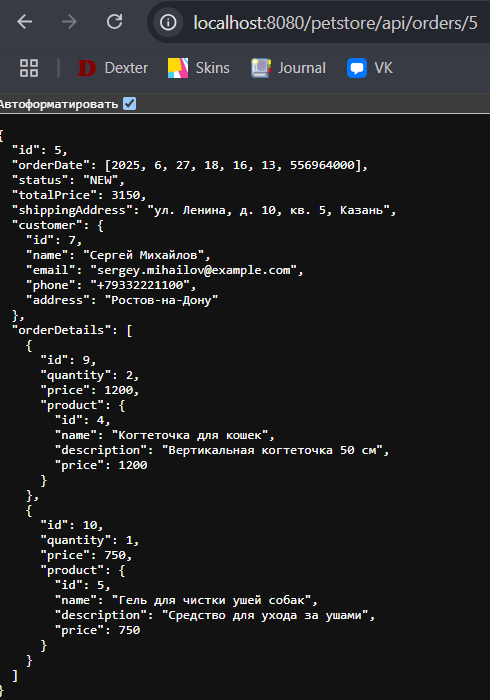 localhost:8080/petstore/api/orders/5
Dexter Skins Journal VK
Автоформатировать
{
"id": 5,
"orderDate": [2025, 6, 27, 18, 16, 13, 556964000],
"status": "NEW",
"totalPrice": 3150,
"shippingAddress": "ул. Ленина, д. 10, кв. 5, Казань",
"customer": {
"id": 7,
"name": "Сергей Михайлов",
"email": "sergey.mihailov@example.com",
"phone": "+79332221100",
"address": "Ростов-на-Дону"
},
"orderDetails": [
{
"id": 9,
"quantity": 2,
"price": 1200,
"product": {
"id": 4,
"name": "Когтеточка для кошек",
"description": "Вертикальная когтеточка 50 см",
"price": 1200
}
},
{
"id": 10,
"quantity": 1,
"price": 750,
"product": {
"id": 5,
"name": "Гель для чистки ушей собак",
"description": "Средство для ухода за ушами",
"price": 750
}
}
]
}